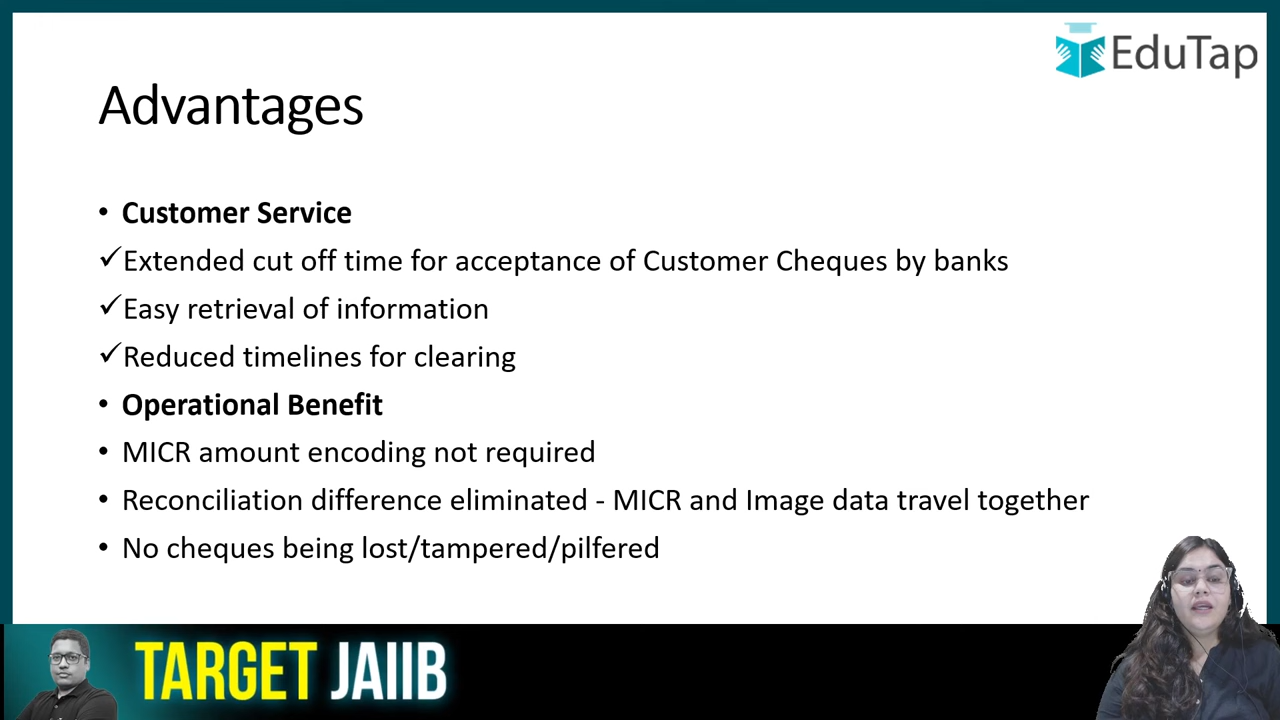 EduTap
Advantages
• Customer Service
✓Extended cut off time for acceptance of Customer Cheques by banks
✓Easy retrieval of information
✓Reduced timelines for clearing
• Operational Benefit
• MICR amount encoding not required
• Reconciliation difference eliminated - MICR and Image data travel together
• No cheques being lost/tampered/pilfered
TARGET JAIIB